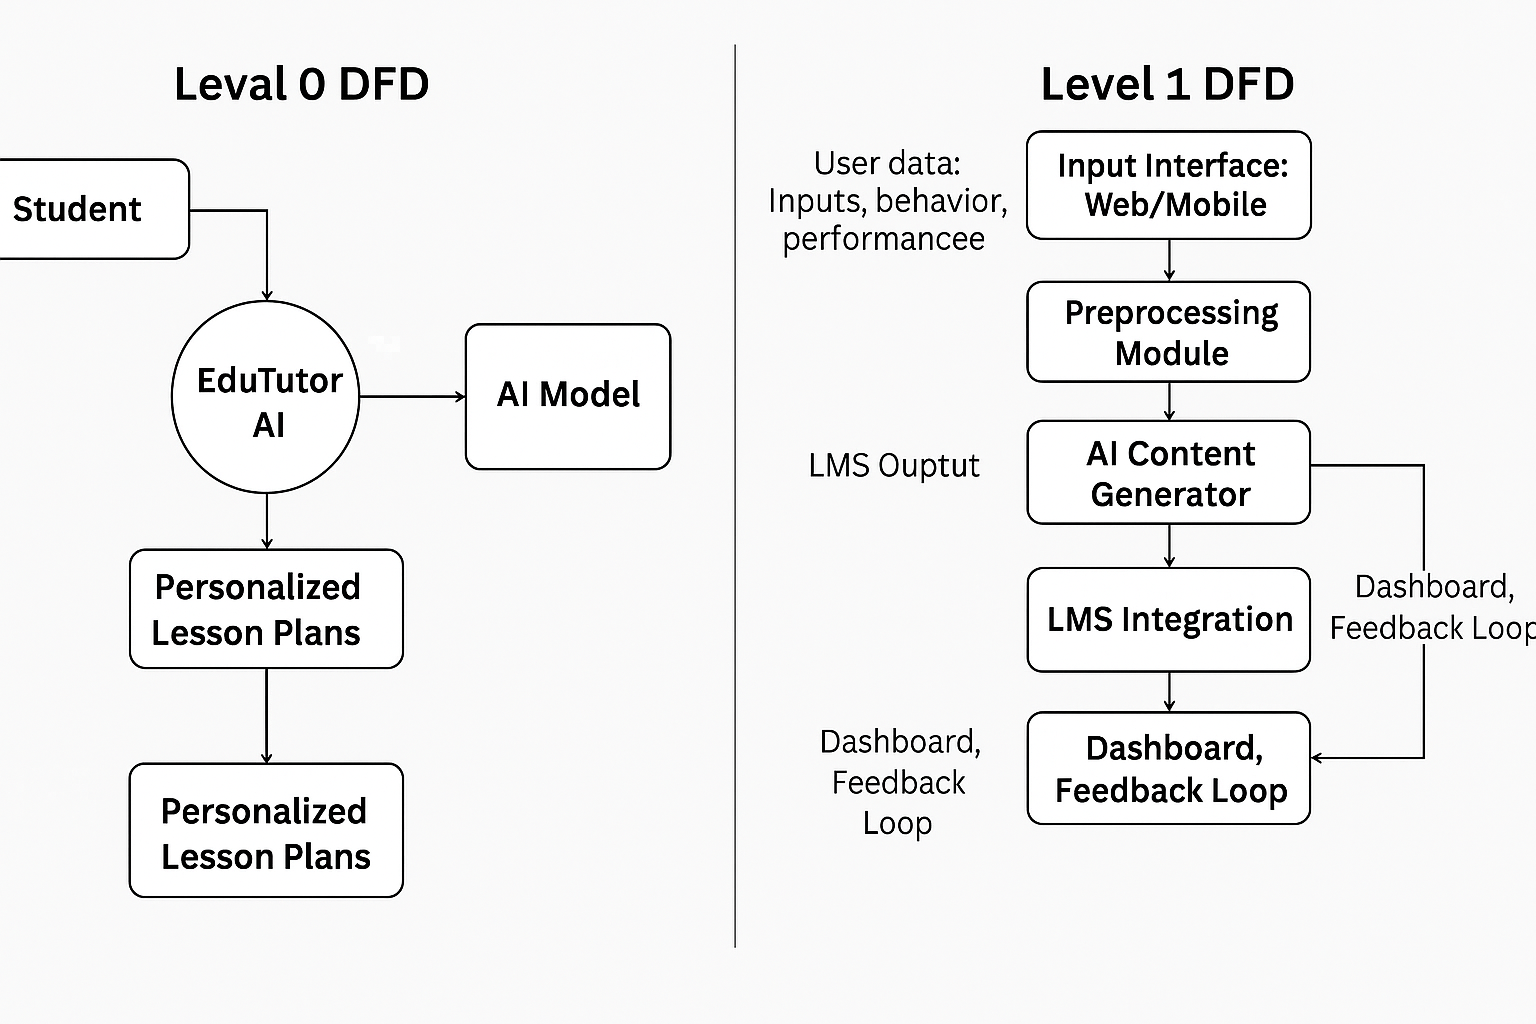 Leval 0 DFD
Student
EduTutor
AI
AI Model
Personalized
Lesson Plans
Personalized
Lesson Plans
Level 1 DFD
User data:
Inputs, behavior,
performancee
Input Interface:
Web/Mobile
Preprocessing
Module
LMS Ouptut
AI Content
Generator
LMS Integration
Dashboard,
Feedback Loop
Dashboard,
Feedback
Loop
Dashboard,
Feedback Loop